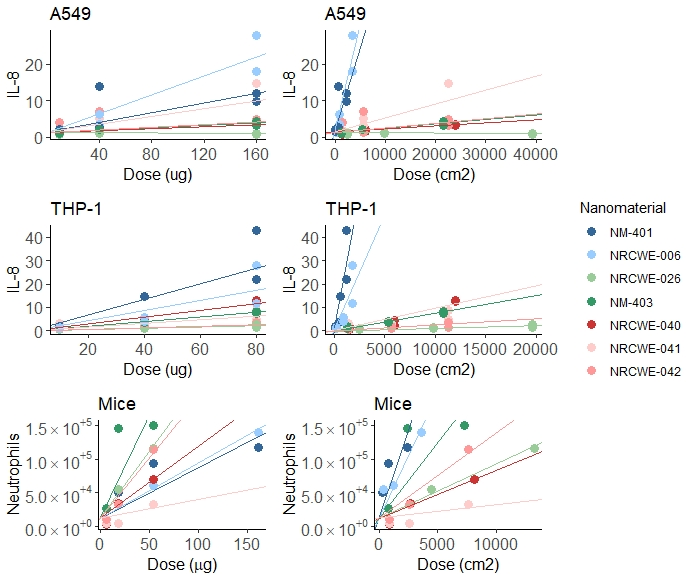 A549
A549
IL-8
20
10
0
40
80
120
160
Dose (ug)
IL-8
20
10
0
0
10000
20000
30000
40000
Dose (cm2)
THP-1
THP-1
IL-8
40
30
20
10
0
20
40
60
80
Dose (ug)
IL-8
40
30
20
10
0
0
5000
10000
15000
20000
Dose (cm2)
Nanomaterial
NM-401
NRCWE-006
NRCWE-026
NM-403
NRCWE-040
NRCWE-041
NRCWE-042
Mice
Mice
Neutrophils
1.5 × 10⁺⁵
1.0 × 10⁺⁵
5.0 × 10⁺⁴
0.0 × 10⁺⁰
0
50
100
150
Dose (μg)
Neutrophils
1.5 × 10⁺⁵
1.0 × 10⁺⁵
5.0 × 10⁺⁴
0.0 × 10⁺⁰
0
5000
10000
Dose (cm2)